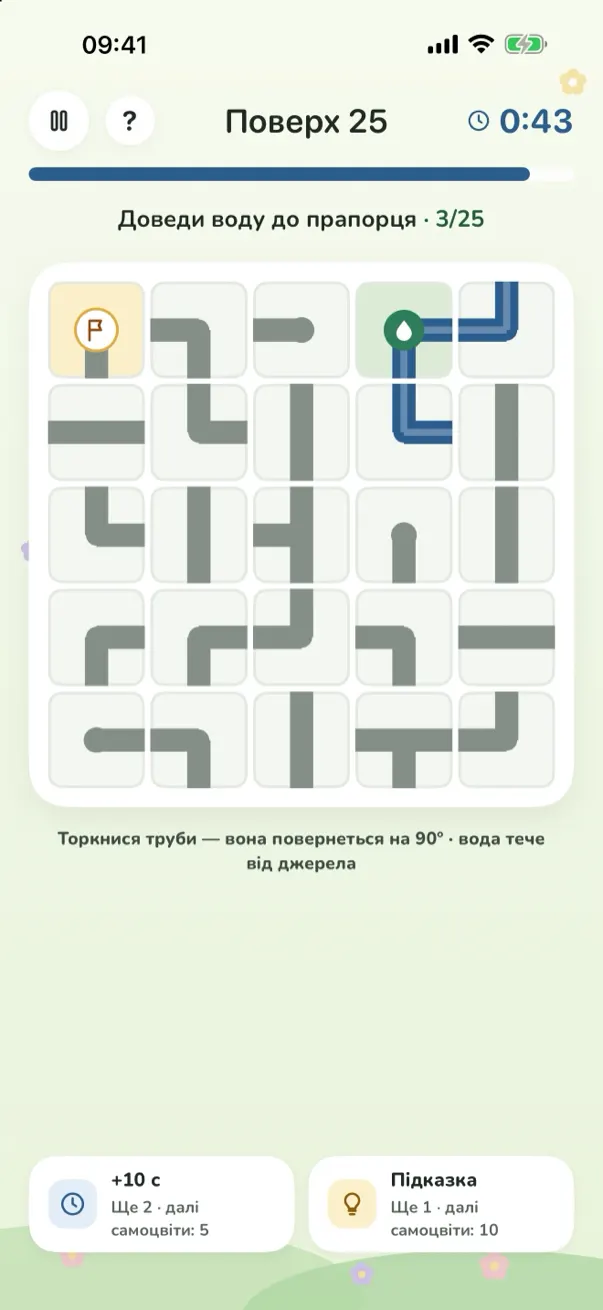 09:41
?
Поверх 25
0:43
Доведи воду до прапорця · 3/25
Торкнися труби — вона повернеться на 90° · вода тече
від джерела
+10 с
Ще 2 · далі
самоцвіти: 5
Підказка
Ще 1 · далі
самоцвіти: 10